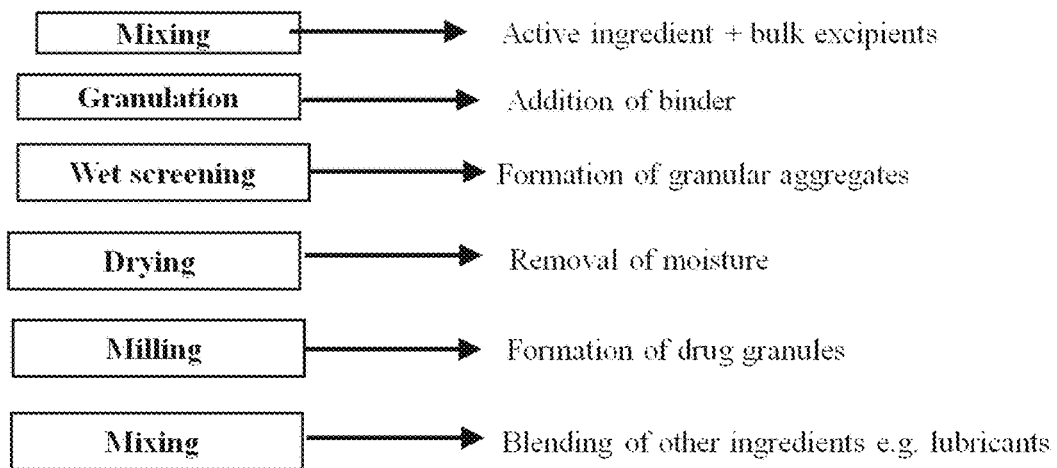 Mixing Active ingredient + bulk excipients
Granulation Addition of binder
Wet screening Formation of granular aggregates
Drying Removal of moisture
Milling Formation of drug granules
Mixing Blending of other ingredients e.g. lubricants